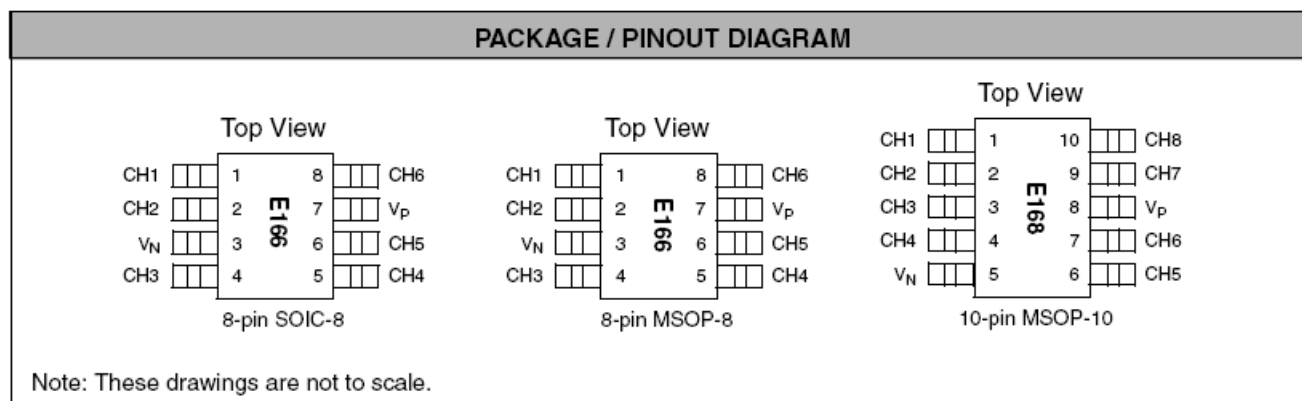 PACKAGE / PINOUT DIAGRAM
Top View
CH1 1 8 CH6
CH2 2 7 VP
VN 3 6 CH5
CH3 4 5 CH4
E166
8-pin SOIC-8
Top View
CH1 1 8 CH6
CH2 2 7 VP
VN 3 6 CH5
CH3 4 5 CH4
E166
8-pin MSOP-8
Top View
CH1 1 10 CH8
CH2 2 9 CH7
CH3 3 8 VP
CH4 4 7 CH6
VN 5 6 CH5
E168
10-pin MSOP-10
Note: These drawings are not to scale.